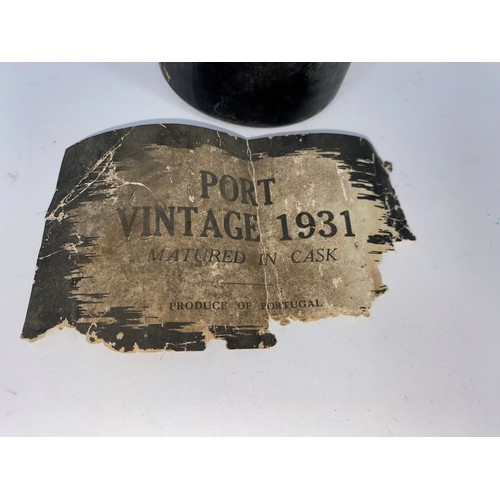 PORT
VINTAGE 1931
MATURED IN CASK
PRODUCE OF PORTUGAL